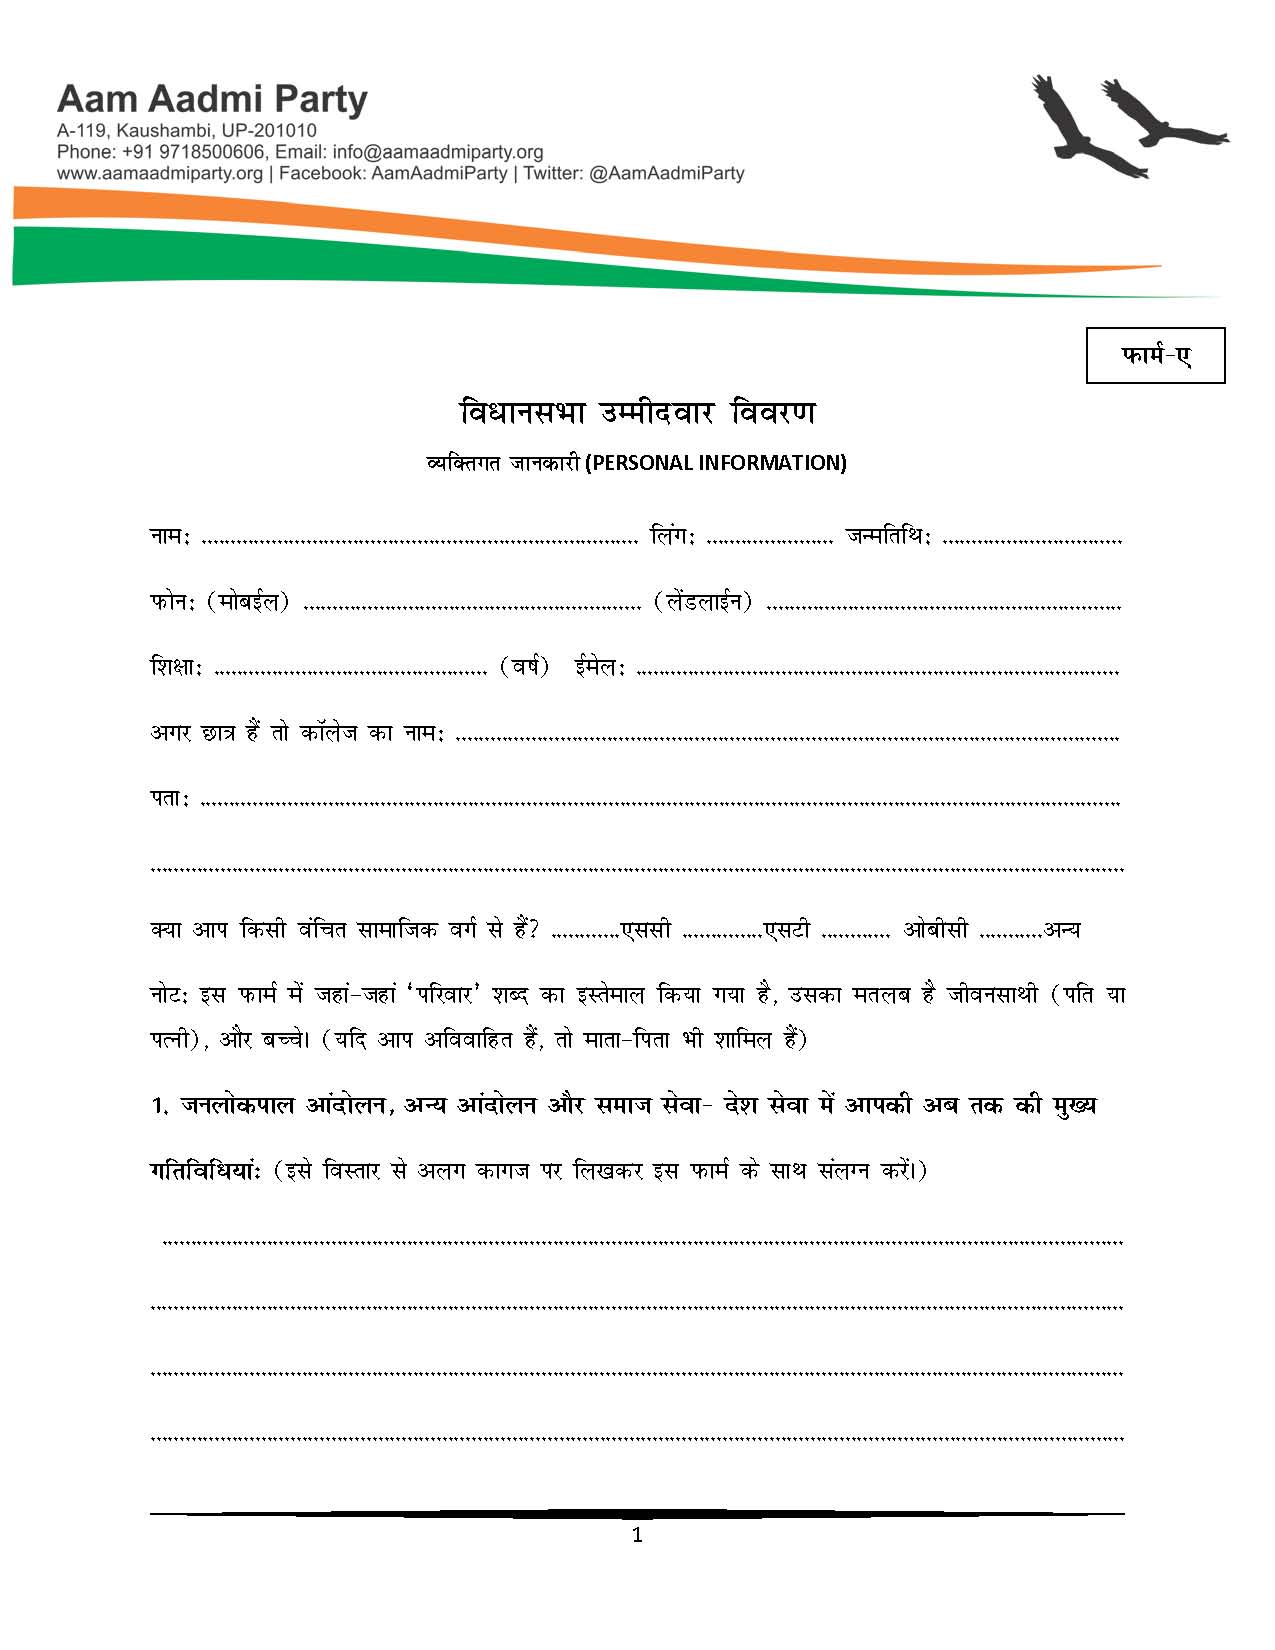 Aam Aadmi Party
A-119, Kaushambi, UP-201010
Phone: +91 9718500606, Email: info@aamaadmiparty.org
www.aamaadmiparty.org | Facebook: AamAadmiParty | Twitter: @AamAadmiParty
फार्म-ए
विधानसभा उम्मीदवार विवरण
व्यक्तिगत जानकारी (PERSONAL INFORMATION)
नाम: ........................................ लिंग: .................... जन्मतिथि: ..............................
फोन: (मोबईल) ........................................ (लेंडलाईन) ........................................
शिक्षा: ........................................ (वर्ष) ईमेल: ........................................
अगर छात्र हैं तो कॉलेज का नाम: ........................................
पता: ........................................
........................................
क्या आप किसी वंचित सामाजिक वर्ग से हैं? ............एससी ..............एसटी ............ ओबीसी ...........अन्य
नोट: इस फार्म में जहां-जहां ‘परिवार’ शब्द का इस्तेमाल किया गया है, उसका मतलब है जीवनसाथी (पति या
पत्नी), और बच्चे। (यदि आप अविवाहित हैं, तो माता-पिता भी शामिल हैं)
1. जनलोकपाल आंदोलन, अन्य आंदोलन और समाज सेवा- देश सेवा में आपकी अब तक की मुख्य
गतिविधियां: (इसे विस्तार से अलग कागज पर लिखकर इस फार्म के साथ संलग्न करें।)
........................................
........................................
........................................
........................................
1